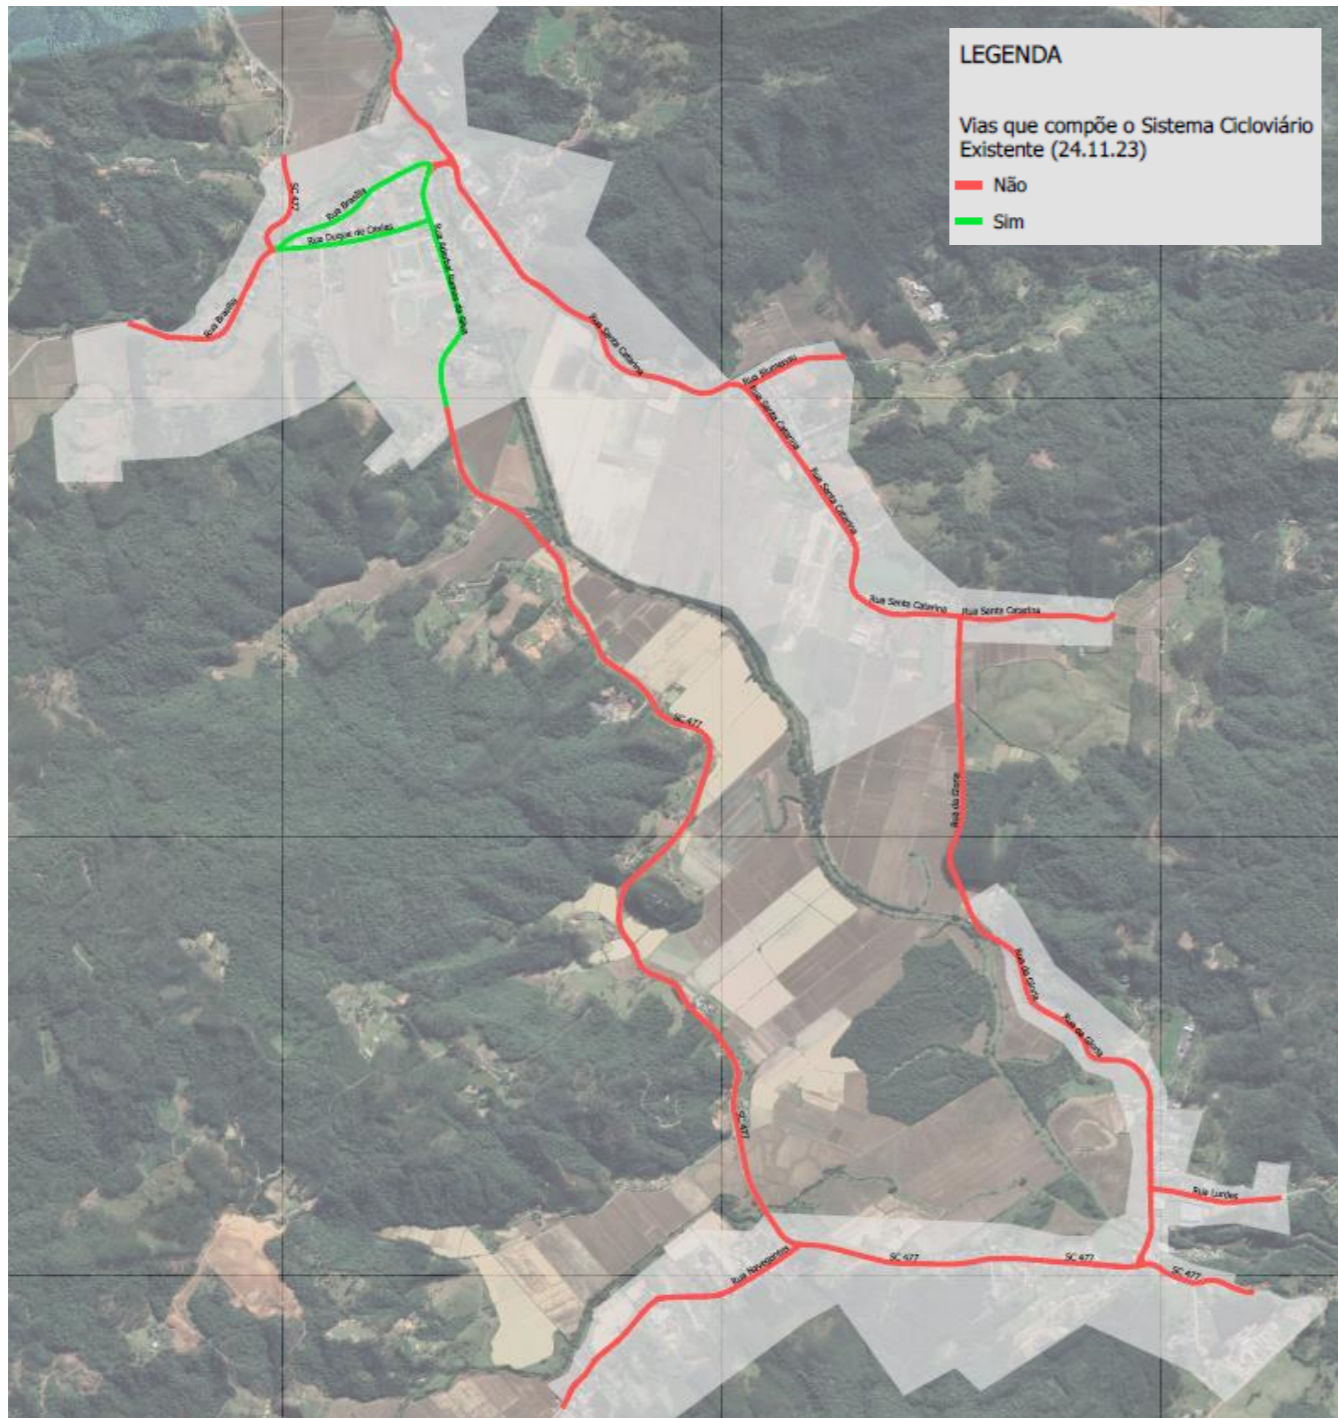 LEGENDA
Vias que compõe o Sistema Cicloviário
Existente (24.11.23)
Não
Sim
SC 477
Rua Brasília
Rua Duque de Caxias
Rua Brasília
Rua Santa Catarina
Rua Blumenau
Rua Santa Catarina
Rua Santa Catarina
Rua Santa Catarina
Rua Santa Catarina
SC 477
Rua da Glória
Rua da Glória
Rua da Glória
SC 477
Rua Lurdes
Rua Navegantes
SC 477
SC 477
SC 477